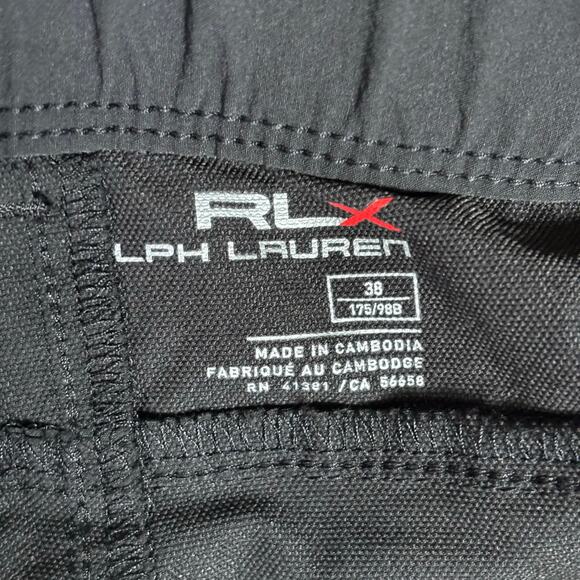 RLX
LPH LAUREN
38
175/98B
MADE IN CAMBODIA
FABRIQUÉ AU CAMBODGE
RN 41381 /CA 56658